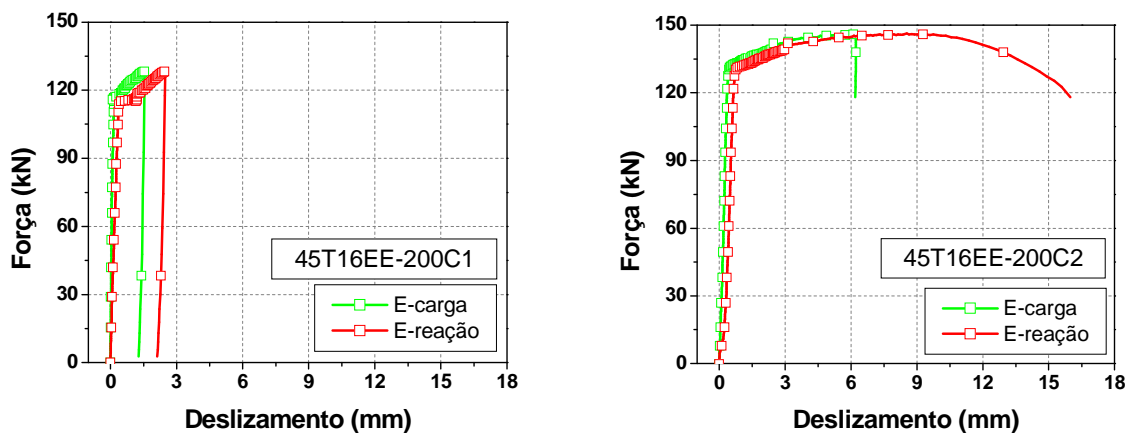 150
120
90
60
30
0
Força (kN)
45T16EE-200C1
E-carga
E-reação
0 3 6 9 12 15 18
Deslizamento (mm)
150
120
90
60
30
0
Força (kN)
45T16EE-200C2
E-carga
E-reação
0 3 6 9 12 15 18
Deslizamento (mm)